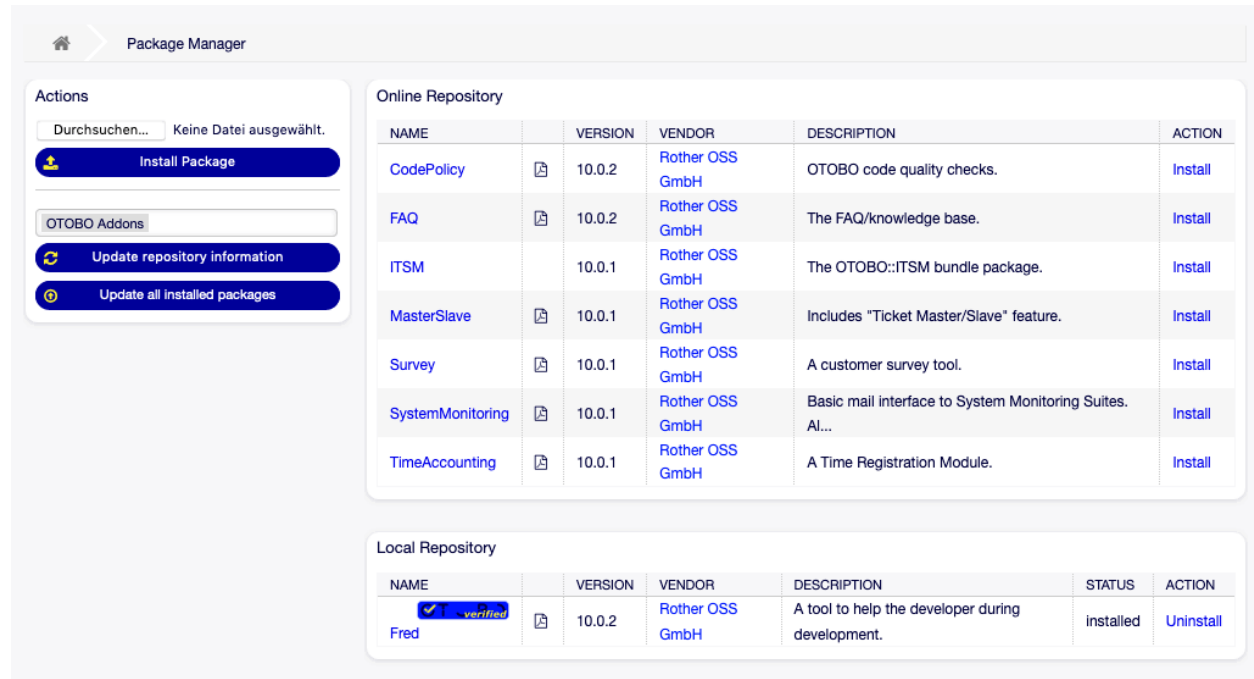 Package Manager
Actions
Durchsuchen... Keine Datei ausgewählt.
Install Package
OTOBO Addons
Update repository information
Update all installed packages
Online Repository
NAME VERSION VENDOR DESCRIPTION ACTION
CodePolicy 10.0.2 Rother OSS GmbH OTOBO code quality checks. Install
FAQ 10.0.2 Rother OSS GmbH The FAQ/knowledge base. Install
ITSM 10.0.1 Rother OSS GmbH The OTOBO::ITSM bundle package. Install
MasterSlave 10.0.1 Rother OSS GmbH Includes "Ticket Master/Slave" feature. Install
Survey 10.0.1 Rother OSS GmbH A customer survey tool. Install
SystemMonitoring 10.0.1 Rother OSS GmbH Basic mail interface to System Monitoring Suites. Al... Install
TimeAccounting 10.0.1 Rother OSS GmbH A Time Registration Module. Install
Local Repository
NAME VERSION VENDOR DESCRIPTION STATUS ACTION
verified
Fred 10.0.2 Rother OSS GmbH A tool to help the developer during development. installed Uninstall